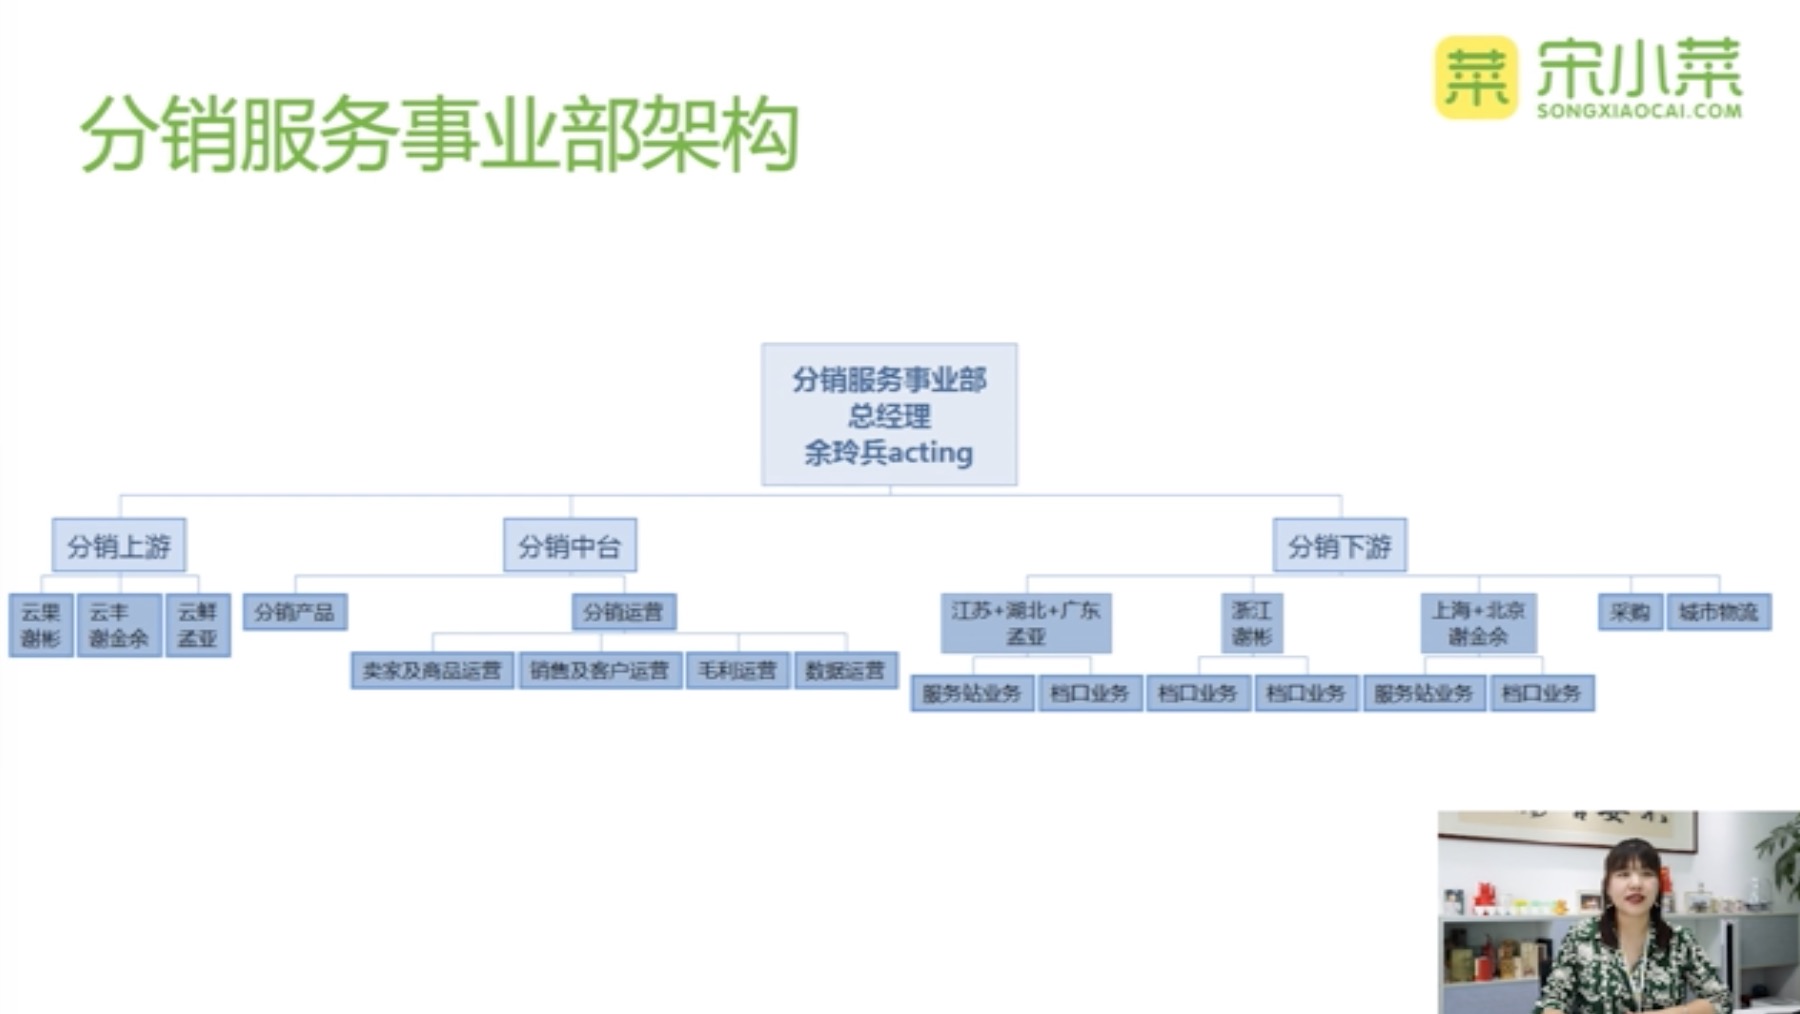 菜 宋小菜
SONGXIAOCAI.COM
分销服务事业部架构
分销服务事业部
总经理
余玲兵acting
分销上游
分销中台
分销下游
云果
谢彬
云丰
谢金余
云鲜
孟亚
分销产品
分销运营
江苏+湖北+广东
孟亚
浙江
谢彬
上海+北京
谢金余
采购
城市物流
卖家及商品运营
销售及客户运营
毛利运营
数据运营
服务站业务
档口业务
档口业务
档口业务
服务站业务
档口业务